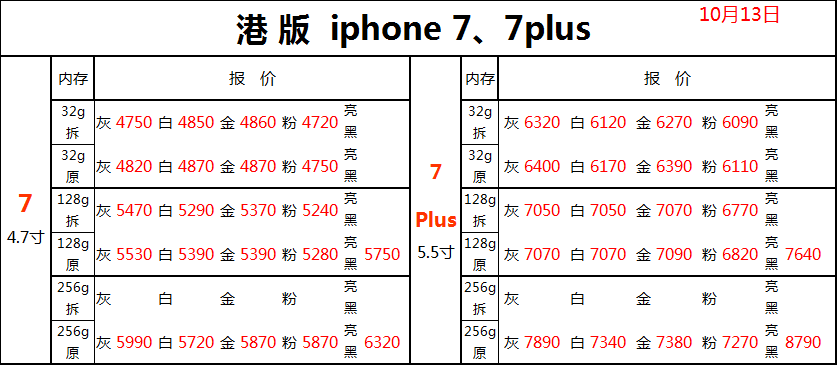 港 版 iphone 7、7plus 10月13日
内存 报 价 内存 报 价
7 4.7寸
32g拆 灰 4750 白 4850 金 4860 粉 4720 亮黑
32g原 灰 4820 白 4870 金 4870 粉 4750 亮黑
128g拆 灰 5470 白 5290 金 5370 粉 5240 亮黑
128g原 灰 5530 白 5390 金 5390 粉 5280 亮黑 5750
256g拆 灰 白 金 粉 亮黑
256g原 灰 5990 白 5720 金 5870 粉 5870 亮黑 6320
7 Plus 5.5寸
32g拆 灰 6320 白 6120 金 6270 粉 6090 亮黑
32g原 灰 6400 白 6170 金 6390 粉 6110 亮黑
128g拆 灰 7050 白 7050 金 7070 粉 6770 亮黑
128g原 灰 7070 白 7070 金 7090 粉 6820 亮黑 7640
256g拆 灰 白 金 粉 亮黑
256g原 灰 7890 白 7340 金 7380 粉 7270 亮黑 8790